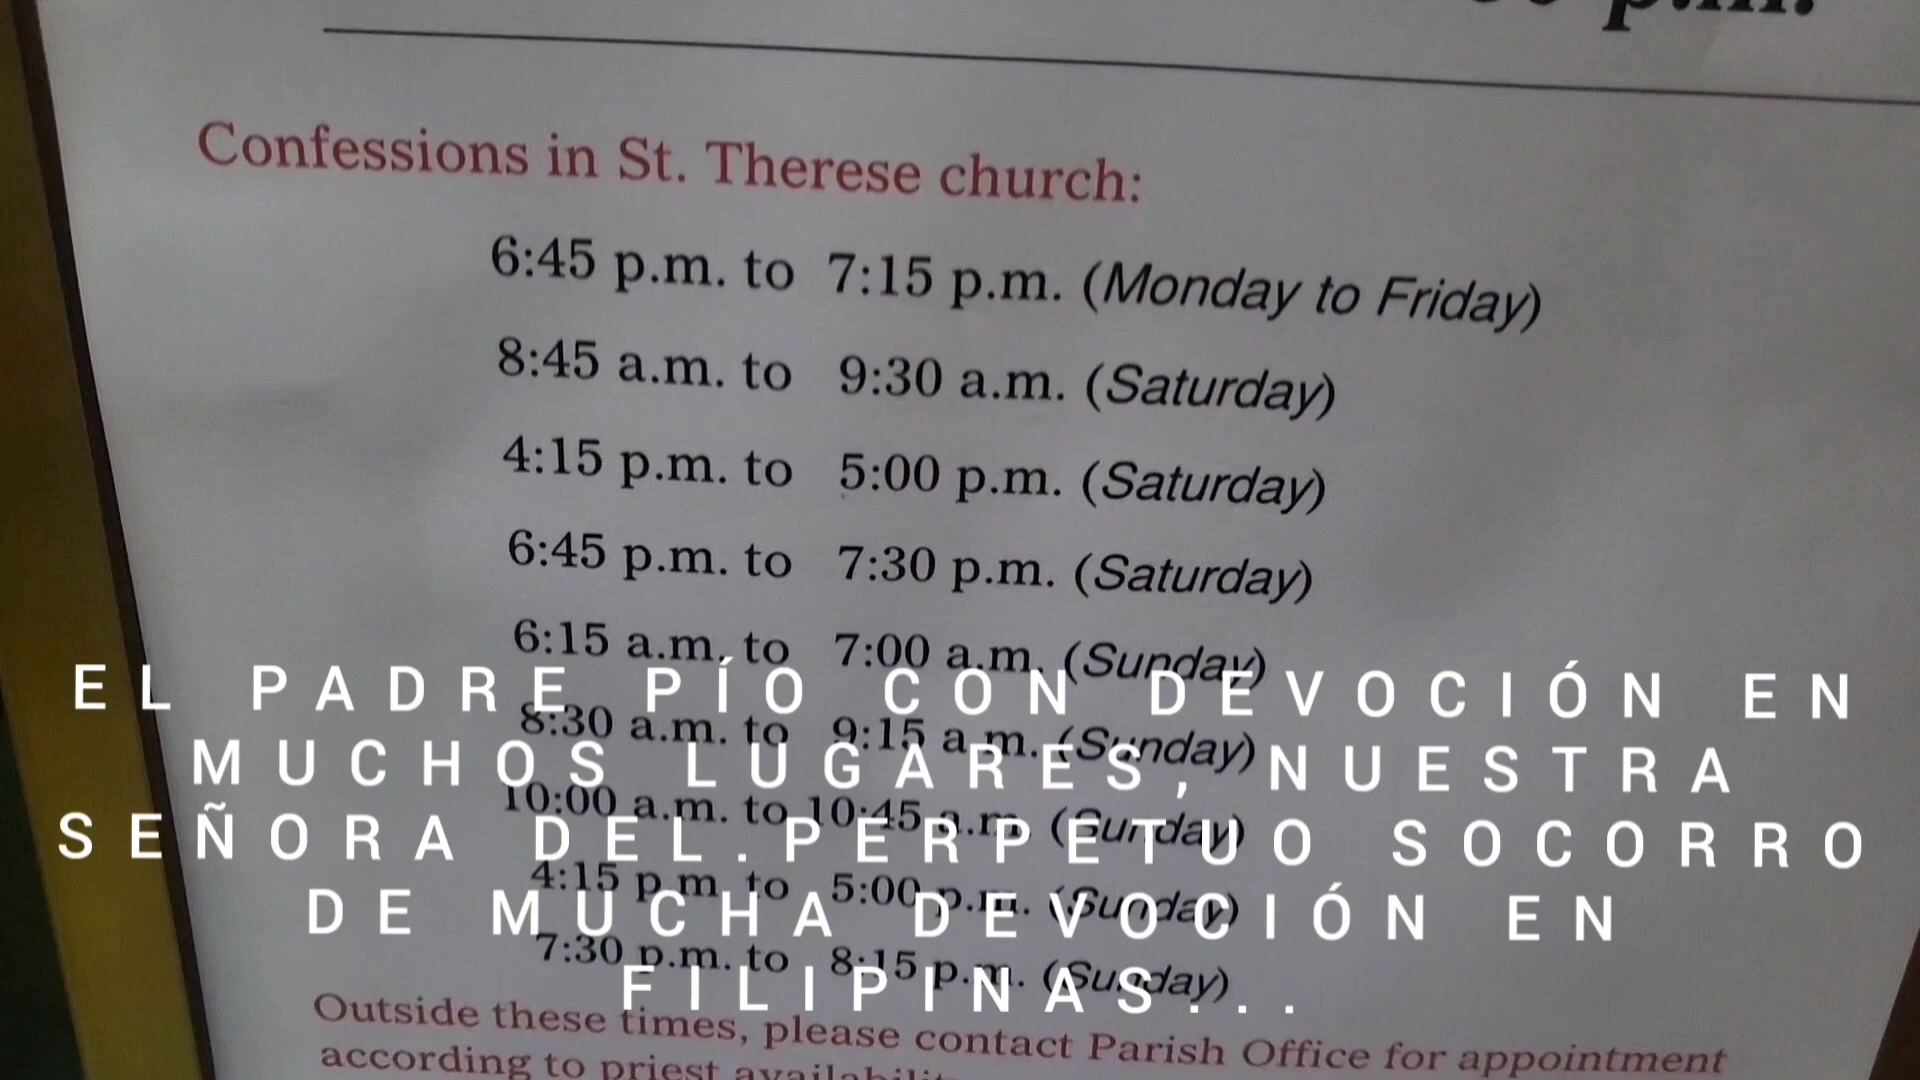 p.m.
Confessions in St. Therese church:
6:45 p.m. to 7:15 p.m. (Monday to Friday)
8:45 a.m. to 9:30 a.m. (Saturday)
4:15 p.m. to 5:00 p.m. (Saturday)
6:45 p.m. to 7:30 p.m. (Saturday)
6:15 a.m. to 7:00 a.m. (Sunday)
8:30 a.m. to 9:15 a.m. (Sunday)
10:00 a.m. to 10:45 a.m. (Sunday)
4:15 p.m. to 5:00 p.m. (Sunday)
7:30 p.m. to 8:15 p.m. (Sunday)
Outside these times, please contact Parish Office for appointment
according to priest
EL PADRE PÍO CON DEVOCIÓN EN
MUCHOS LUGARES, NUESTRA
SEÑORA DEL.PERPETUO SOCORRO
DE MUCHA DEVOCIÓN EN
FILIPINAS...